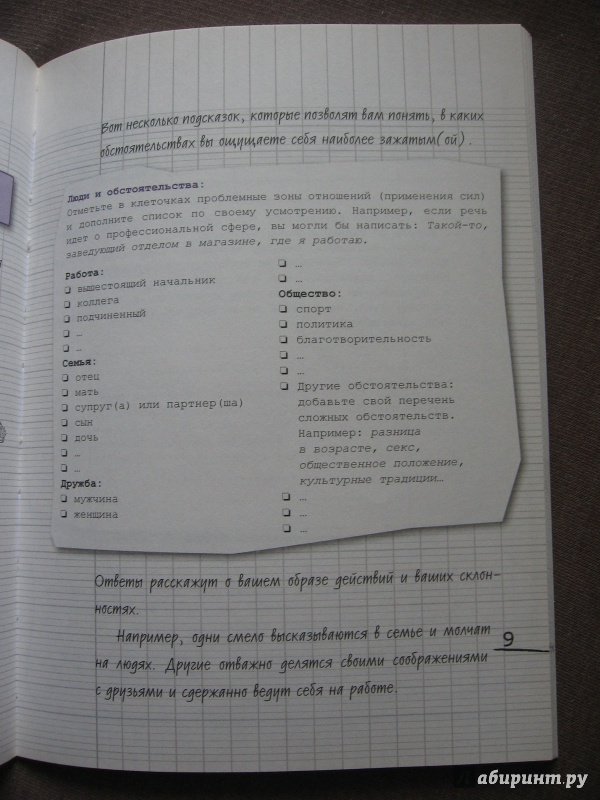 Вот несколько подсказок, которые позволят вам понять, в каких
обстоятельствах вы ощущаете себя наиболее зажатым(ой).
Люди и обстоятельства:
Отметьте в клеточках проблемные зоны отношений (применения сил)
и дополните список по своему усмотрению. Например, если речь
идет о профессиональной сфере, вы могли бы написать: Такой-то,
заведующий отделом в магазине, где я работаю.
Работа:
❑ вышестоящий начальник
❑ коллега
❑ подчиненный
❑ …
❑ …
Семья:
❑ отец
❑ мать
❑ супруг(а) или партнер(ша)
❑ сын
❑ дочь
❑ …
❑ …
Дружба:
❑ мужчина
❑ женщина
❑ …
❑ …
Общество:
❑ спорт
❑ политика
❑ благотворительность
❑ …
❑ …
❑ Другие обстоятельства:
добавьте свой перечень
сложных обстоятельств.
Например: разница
в возрасте, секс,
общественное положение,
культурные традиции…
❑ …
❑ …
❑ …
Ответы расскажут о вашем образе действий и ваших склон-
ностях.
Например, одни смело высказываются в семье и молчат
на людях. Другие отважно делятся своими соображениями
с друзьями и сдержанно ведут себя на работе.
9
абиринт.ру